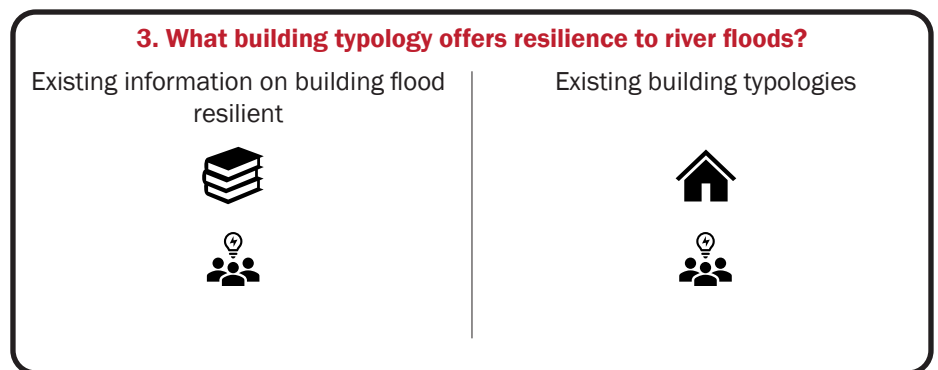 3. What building typology offers resilience to river floods?
Existing information on building flood
resilient
Existing building typologies